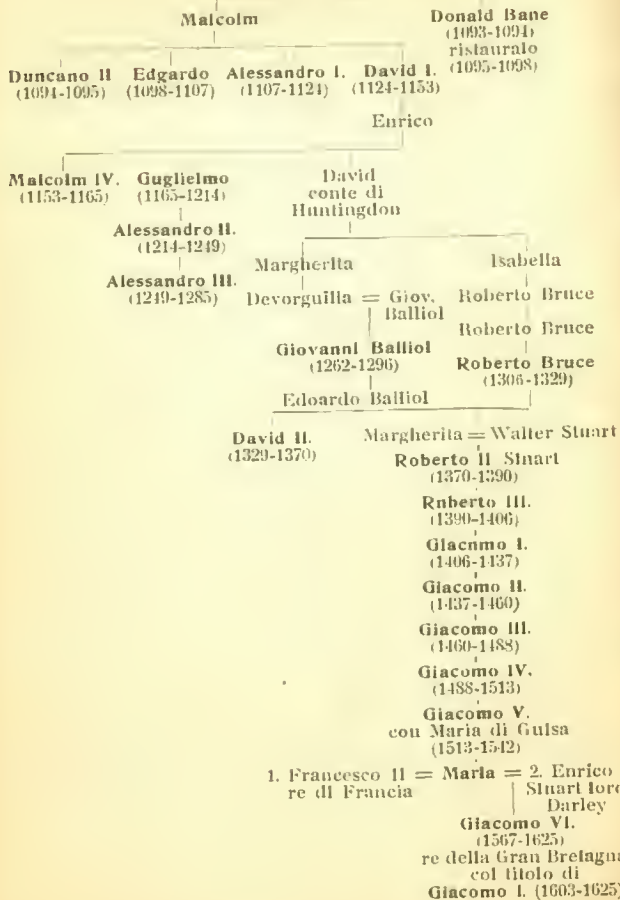 Malcolm
Donald Bane
(1093-1094)
ristauralo
(1095-1098)
Duncano II Edgardo Alessandro I. David I.
(1094-1095) (1098-1107) (1107-1124) (1124-1153)
Enrico
Malcolm IV. Guglielmo
(1153-1165) (1165-1214)
David
conte di
Huntingdon
Alessandro II.
(1214-1249)
Alessandro III.
(1249-1285)
Margherita Isabella
Devorguilla = Giov. Balliol
Roberto Bruce
Roberto Bruce
Giovanni Balliol
(1262-1296)
Roberto Bruce
(1306-1329)
Edoardo Balliol
David II.
(1329-1370)
Margherita = Walter Stuart
Roberto II Stuart
(1370-1390)
Roberto III.
(1390-1406)
Giacomo I.
(1406-1437)
Giacomo II.
(1437-1460)
Giacomo III.
(1460-1488)
Giacomo IV.
(1488-1513)
Giacomo V.
con Maria di Guisa
(1513-1542)
1. Francesco II = Maria = 2. Enrico
re di Francia
Stuart lord
Darley
Giacomo VI.
(1567-1625)
re della Gran Bretagna
col titolo di
Giacomo I. (1603-1625)